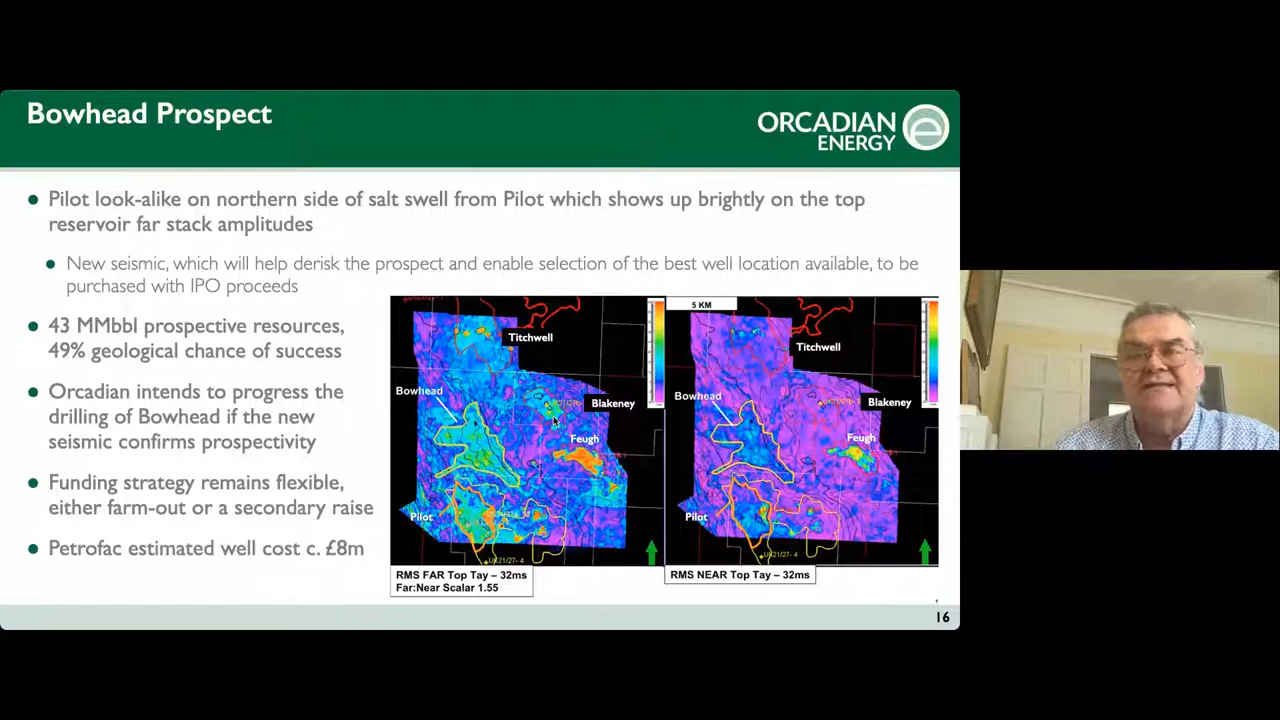 Bowhead Prospect
ORCADIAN
ENERGY
Pilot look-alike on northern side of salt swell from Pilot which shows up brightly on the top
reservoir far stack amplitudes
New seismic, which will help derisk the prospect and enable selection of the best well location available, to be
purchased with IPO proceeds
43 MMbbl prospective resources,
49% geological chance of success
Orcadian intends to progress the
drilling of Bowhead if the new
seismic confirms prospectivity
Funding strategy remains flexible,
either farm-out or a secondary raise
Petrofac estimated well cost c. £8m
Titchwell
Bowhead
Blakeney
Feugh
Pilot
RMS FAR Top Tay – 32ms
Far:Near Scalar 1.55
5 KM
Titchwell
Bowhead
Blakeney
Feugh
Pilot
UK21/27- 4
RMS NEAR Top Tay – 32ms
16